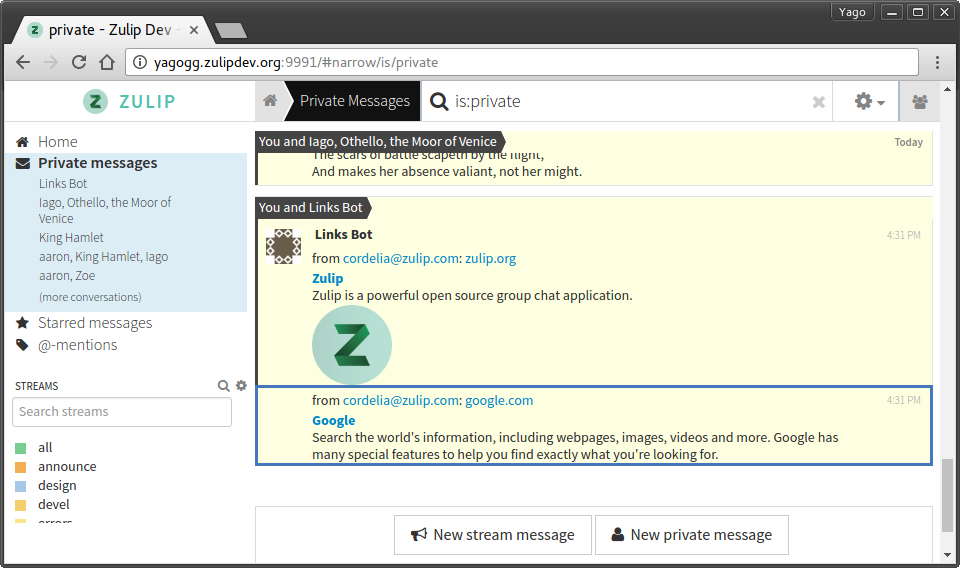 Yago
private - Zulip Dev -
yagogg.zulipdev.org:9991/#narrow/is/private
ZULIP
Private Messages
is:private
Home
Private messages
Links Bot
Iago, Othello, the Moor of
Venice
King Hamlet
aaron, King Hamlet, Iago
aaron, Zoe
(more conversations)
Starred messages
@-mentions
STREAMS
Search streams
all
announce
design
devel
errors
You and Iago, Othello, the Moor of Venice
Today
The scars of battle scapeth by the flight,
And makes her absence valiant, not her might.
You and Links Bot
Links Bot
4:31 PM
from cordelia@zulip.com: zulip.org
Zulip
Zulip is a powerful open source group chat application.
from cordelia@zulip.com: google.com
4:31 PM
Google
Search the world's information, including webpages, images, videos and more. Google has
many special features to help you find exactly what you're looking for.
New stream message
New private message